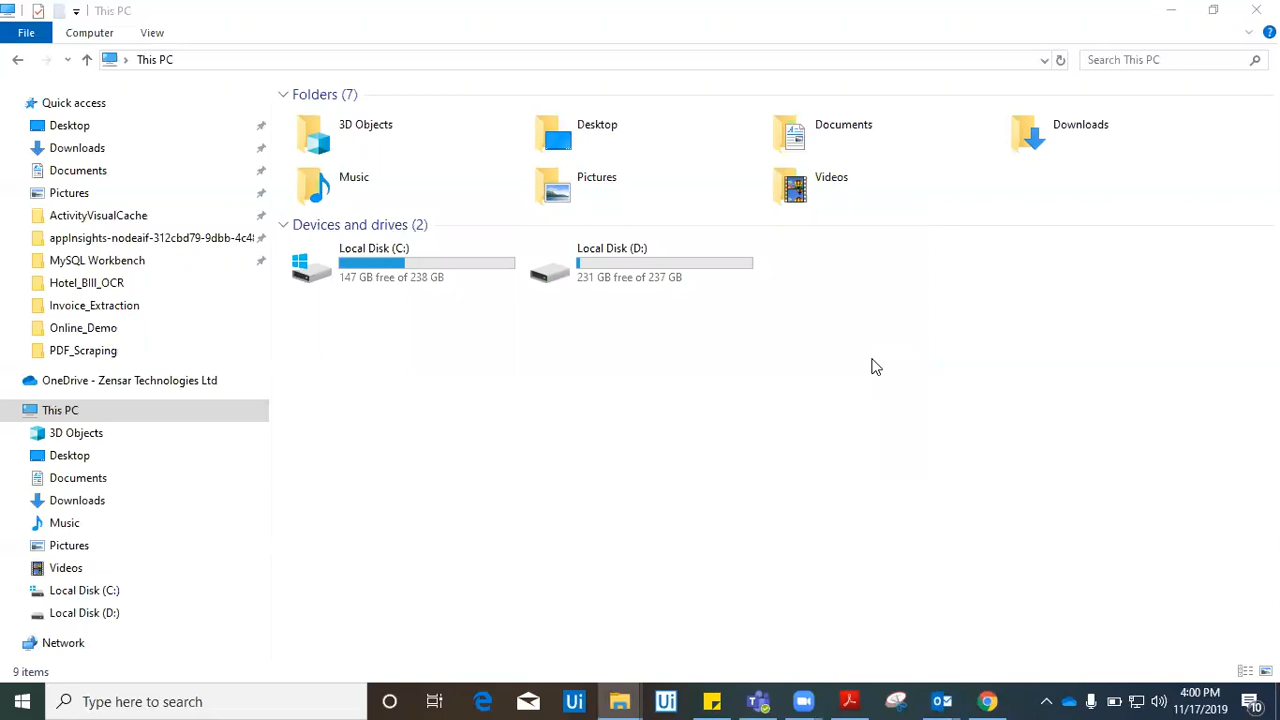 This PC
File
Computer
View
This PC
Search This PC
Quick access
Desktop
Downloads
Documents
Pictures
ActivityVisualCache
appInsights-nodeaif-312cbd79-9dbb-4c4
MySQL Workbench
Hotel_BIll_OCR
Invoice_Extraction
Online_Demo
PDF_Scraping
OneDrive - Zensar Technologies Ltd
This PC
3D Objects
Desktop
Documents
Downloads
Music
Pictures
Videos
Local Disk (C:)
Local Disk (D:)
Network
Folders (7)
3D Objects
Desktop
Documents
Downloads
Music
Pictures
Videos
Devices and drives (2)
Local Disk (C:)
147 GB free of 238 GB
Local Disk (D:)
231 GB free of 237 GB
9 items
Type here to search
Ui
Ui
4:00 PM
11/17/2019
10